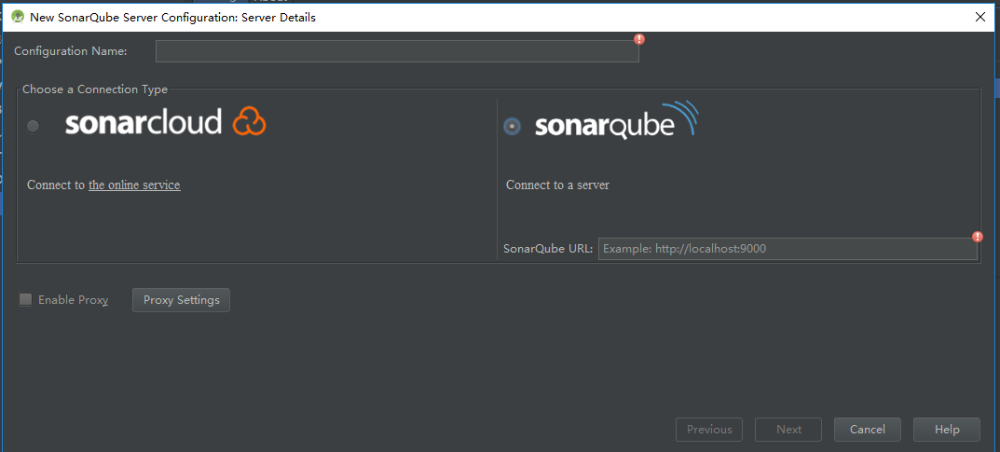 New SonarQube Server Configuration: Server Details
Configuration Name:
Choose a Connection Type
sonarcloud
sonarqube
Connect to the online service
Connect to a server
SonarQube URL: Example: http://localhost:9000
Enable Proxy Proxy Settings
Previous Next Cancel Help